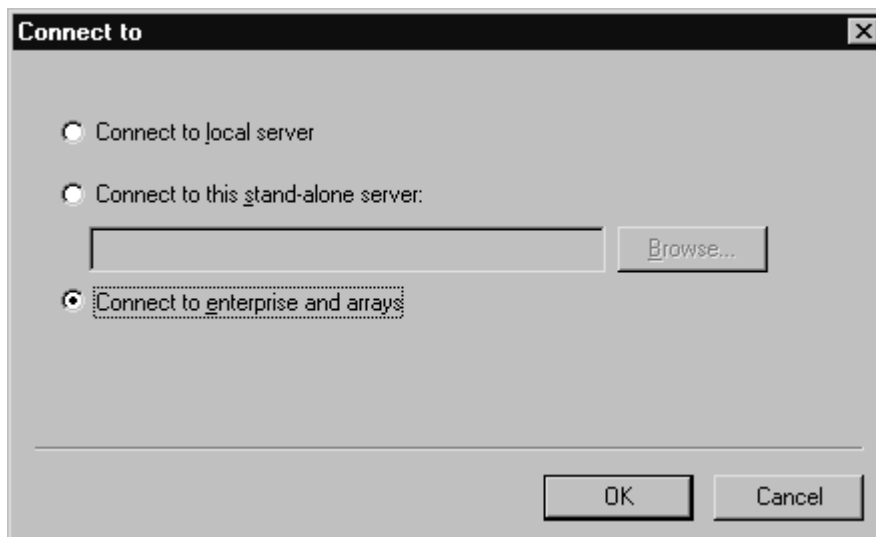 Connect to
Connect to local server
Connect to this stand-alone server:
Browse...
Connect to enterprise and arrays
OK
Cancel